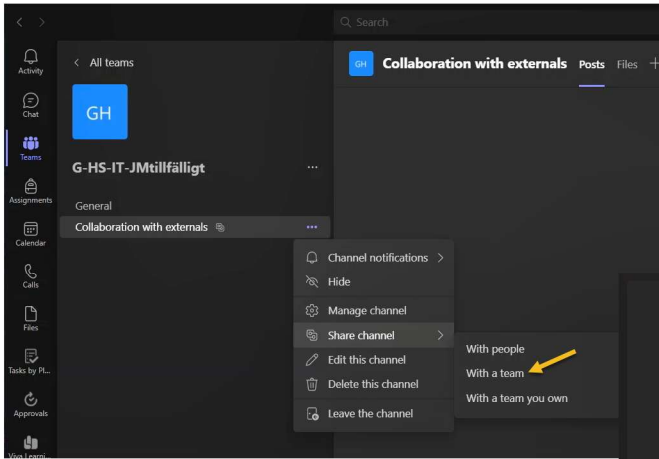 Search
Activity
Chat
Teams
Assignments
Calendar
Calls
Files
Tasks by Pl...
Approvals
Viva Learni...
All teams
GH
G-HS-IT-JMtillfälligt
General
Collaboration with externals
GH
Collaboration with externals Posts Files
Channel notifications
Hide
Manage channel
Share channel
Edit this channel
Delete this channel
Leave the channel
With people
With a team
With a team you own